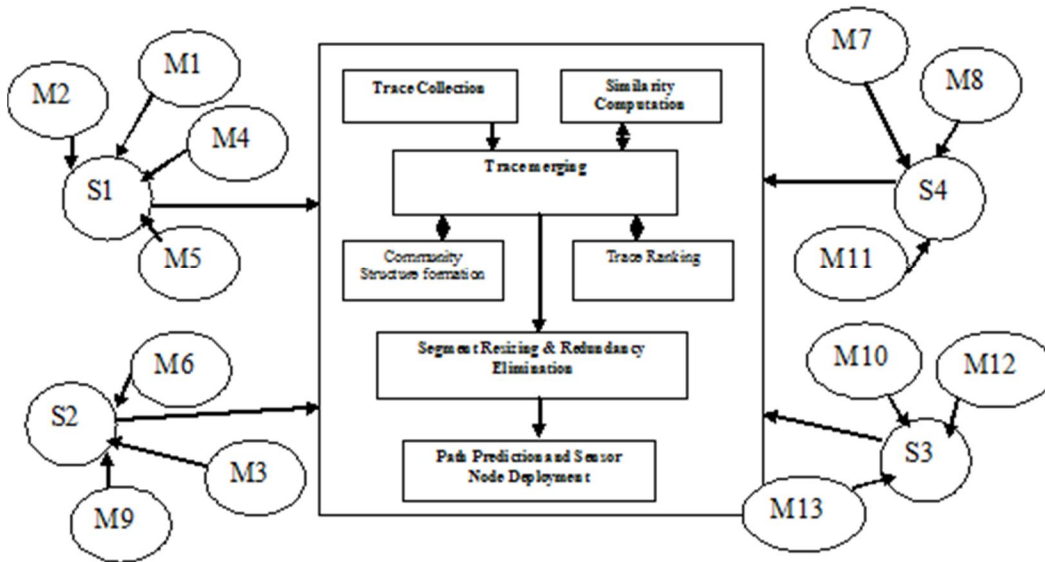 M1
M2
M4
S1
M5
M6
S2
M3
M9
Trace Collection
Similarity
Computation
Trace merging
Community
Structure formation
Trace Ranking
Segment Resizing & Redundancy
Elimination
Path Prediction and Sensor
Node Deployment
M7
M8
S4
M11
M10
M12
S3
M13